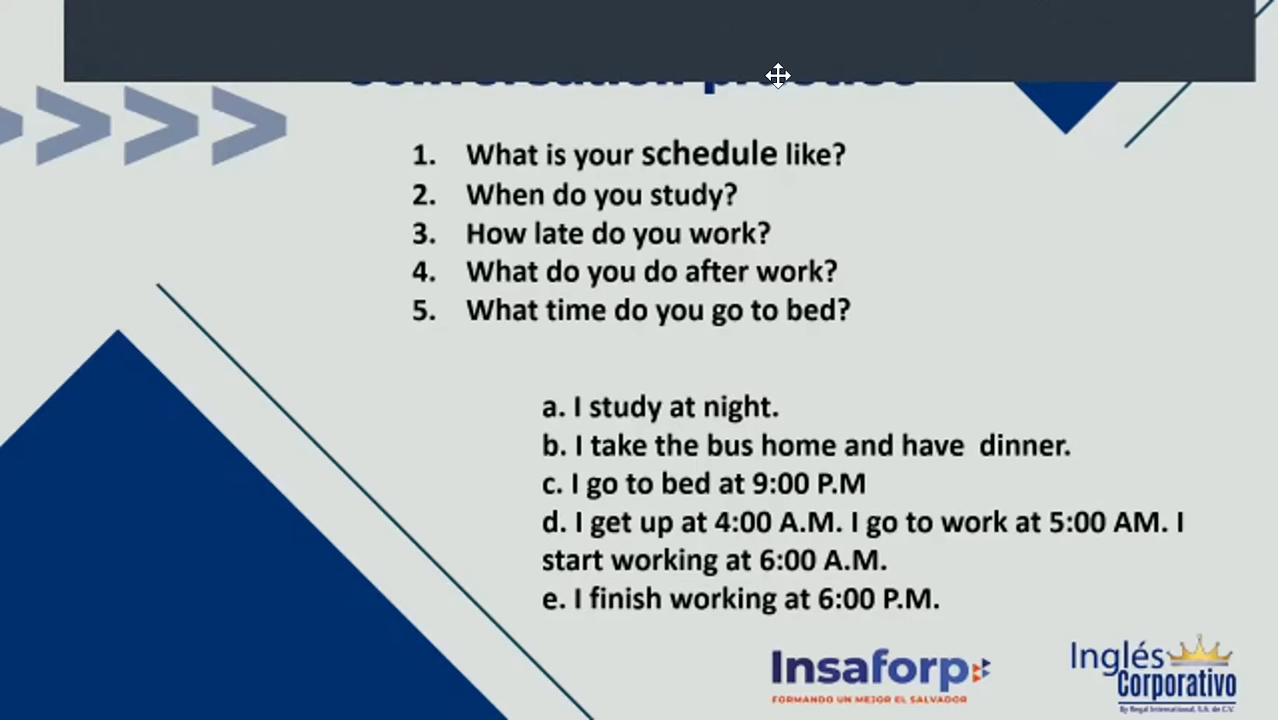 1. What is your schedule like?
2. When do you study?
3. How late do you work?
4. What do you do after work?
5. What time do you go to bed?
a. I study at night.
b. I take the bus home and have dinner.
c. I go to bed at 9:00 P.M
d. I get up at 4:00 A.M. I go to work at 5:00 AM. I
start working at 6:00 A.M.
e. I finish working at 6:00 P.M.
Insaforp
FORMANDO UN MEJOR EL SALVADOR
Inglés
Corporativo
By Regal International, S.A. de C.V.